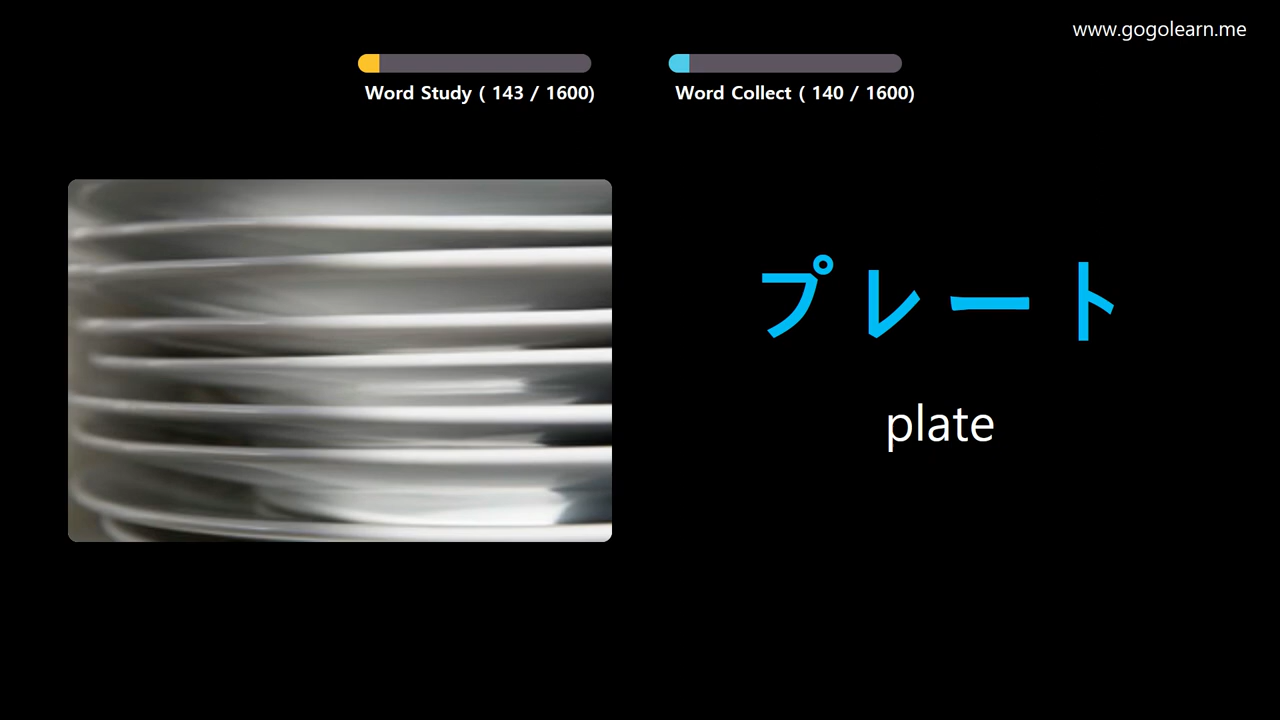 www.gogolearn.me
Word Study ( 143 / 1600)
Word Collect ( 140 / 1600)
プレート
plate